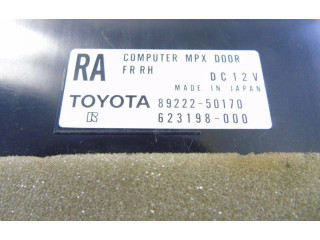 RA COMPUTER MPX DOOR
FR RH DC12V
MADE IN JAPAN
TOYOTA 89222-50170
623198-000